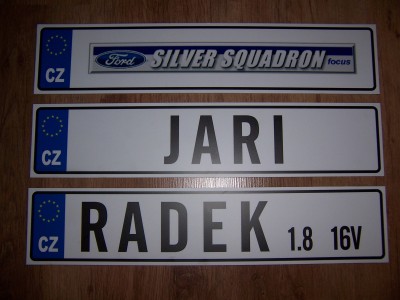 CZ Ford SILVER SQUADRON focus
CZ JARI
CZ RADEK 1.8 16V